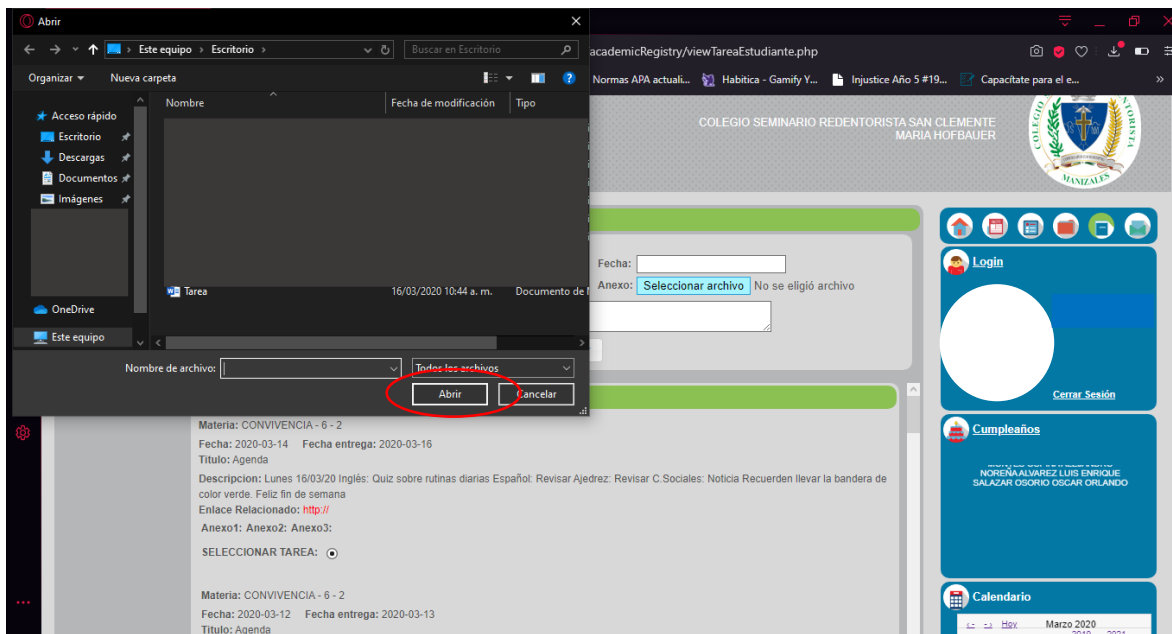 Abrir
Este equipo > Escritorio >
Buscar en Escritorio
Organizar
Nueva carpeta
Nombre
Fecha de modificación
Tipo
Acceso rápido
Escritorio
Descargas
Documentos
Imágenes
OneDrive
Este equipo
Tarea
16/03/2020 10:44 a. m.
Documento de
Nombre de archivo:
Todos los archivos
Abrir
Cancelar
academicRegistry/viewTareaEstudiante.php
Normas APA actuali...
Habitica - Gamify Y...
Injustice Año 5 #19...
Capacítate para el e...
COLEGIO SEMINARIO REDENTORISTA SAN CLEMENTE
MARIA HOFBAUER
MANIZALES
Fecha:
Anexo: Seleccionar archivo No se eligió archivo
Materia: CONVIVENCIA - 6 - 2
Fecha: 2020-03-14 Fecha entrega: 2020-03-16
Titulo: Agenda
Descripcion: Lunes 16/03/20 Inglés: Quiz sobre rutinas diarias Español: Revisar Ajedrez: Revisar C.Sociales: Noticia Recuerden llevar la bandera de
color verde. Feliz fin de semana
Enlace Relacionado: http://
Anexo1: Anexo2: Anexo3:
SELECCIONAR TAREA:
Materia: CONVIVENCIA - 6 - 2
Fecha: 2020-03-12 Fecha entrega: 2020-03-13
Titulo: Agenda
Login
Cerrar Sesión
Cumpleaños
NOREÑA ALVAREZ LUIS ENRIQUE
SALAZAR OSORIO OSCAR ORLANDO
Calendario
<- -> Hoy Marzo 2020
2019 2021